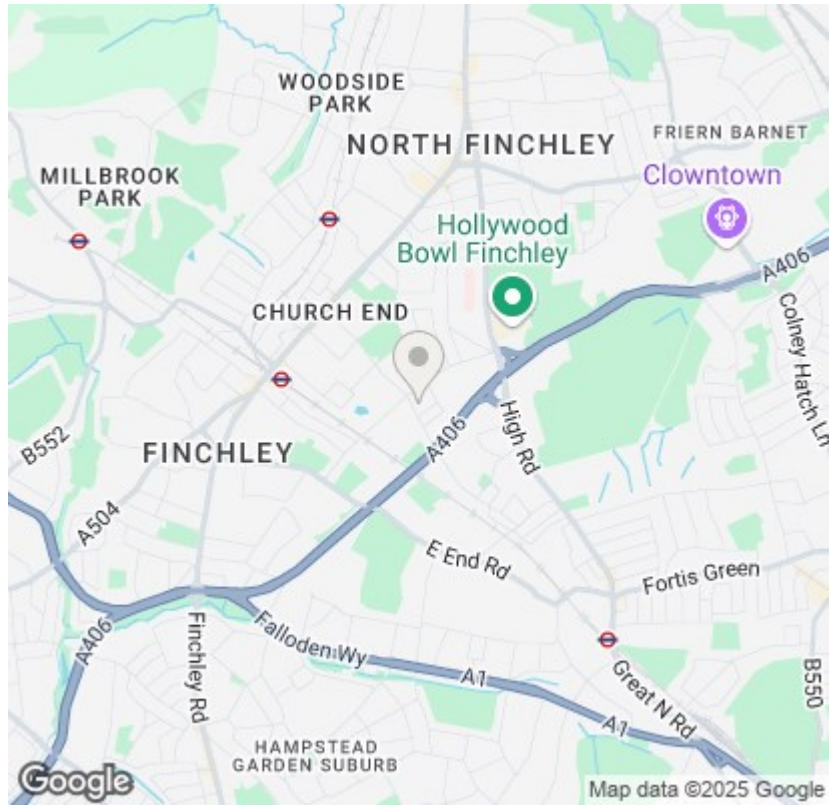 WOODSIDE
PARK
NORTH FINCHLEY
FRIERN BARNET
MILLBROOK
PARK
Clowntown
Hollywood
Bowl Finchley
A406
CHURCH END
Colney Hatch Ln
High Rd
A406
B552
FINCHLEY
A504
E End Rd
Fortis Green
A406
Finchley Rd
Falloden Wy
A1
Great N Rd
B550
A1
HAMPSTEAD
GARDEN SUBURB
Google
Map data ©2025 Google